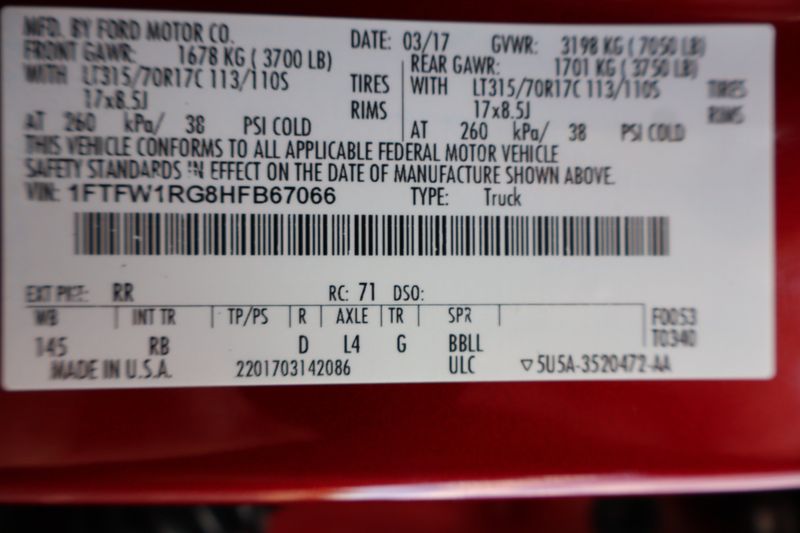 MFD. BY FORD MOTOR CO.
DATE: 03/17 GVWR: 3198 KG ( 7050 LB)
FRONT GAWR: 1678 KG ( 3700 LB)
WITH LT315/70R17C 113/110S TIRES
17x8.5J RIMS
AT 260 kPa/ 38 PSI COLD
REAR GAWR: 1701 KG ( 3750 LB)
WITH LT315/70R17C 113/110S TIRES
17x8.5J RIMS
AT 260 kPa/ 38 PSI COLD
THIS VEHICLE CONFORMS TO ALL APPLICABLE FEDERAL MOTOR VEHICLE
SAFETY STANDARDS IN EFFECT ON THE DATE OF MANUFACTURE SHOWN ABOVE.
VIN: 1FTFW1RG8HFB67066 TYPE: Truck
EXT PNT: RR RC: 71 DSO:
WB INT TR TP/PS R AXLE TR SPR F0053
145 RB D L4 G BBLL T0340
MADE IN U.S.A. 2201703142086 ULC ▽5U5A-3520472-AA